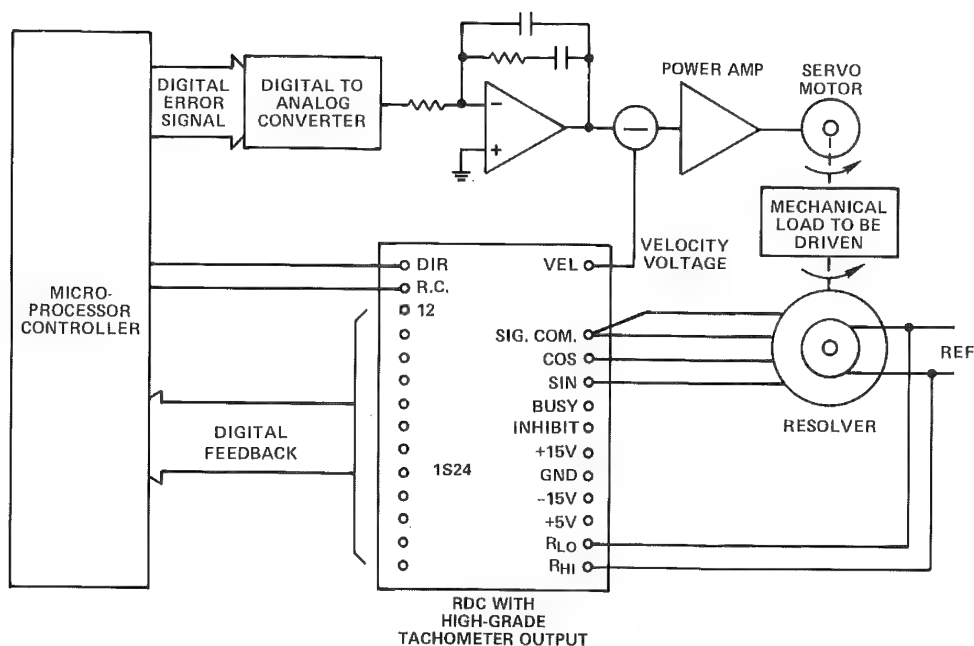 POWER AMP
SERVO
MOTOR
DIGITAL
ERROR
SIGNAL
DIGITAL TO
ANALOG
CONVERTER
−
+
—
MECHANICAL
LOAD TO BE
DRIVEN
VELOCITY
VOLTAGE
MICRO-
PROCESSOR
CONTROLLER
DIR
R.C.
12
VEL
SIG. COM.
COS
SIN
BUSY
INHIBIT
+15V
GND
-15V
+5V
RLO
RHI
1S24
DIGITAL
FEEDBACK
REF
RESOLVER
RDC WITH
HIGH-GRADE
TACHOMETER OUTPUT